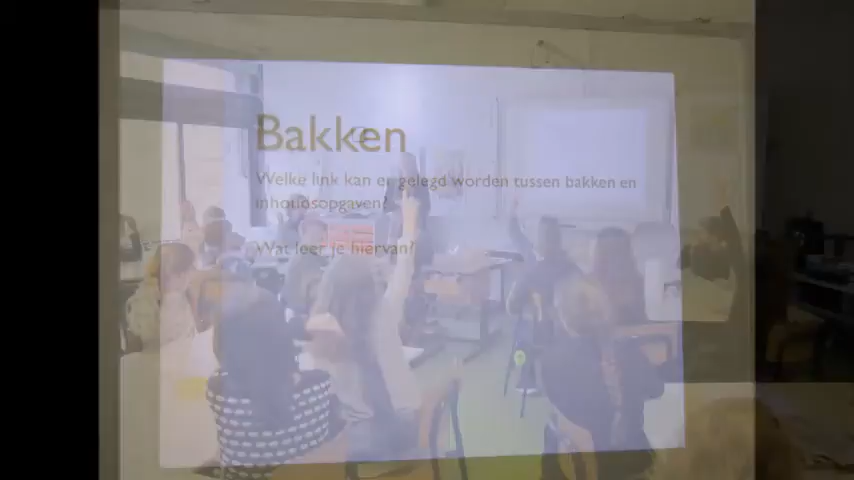 Bakken
Welke link kan er gelegd worden tussen bakken en
inhoudsopgaven?
Wat leer je hiervan?